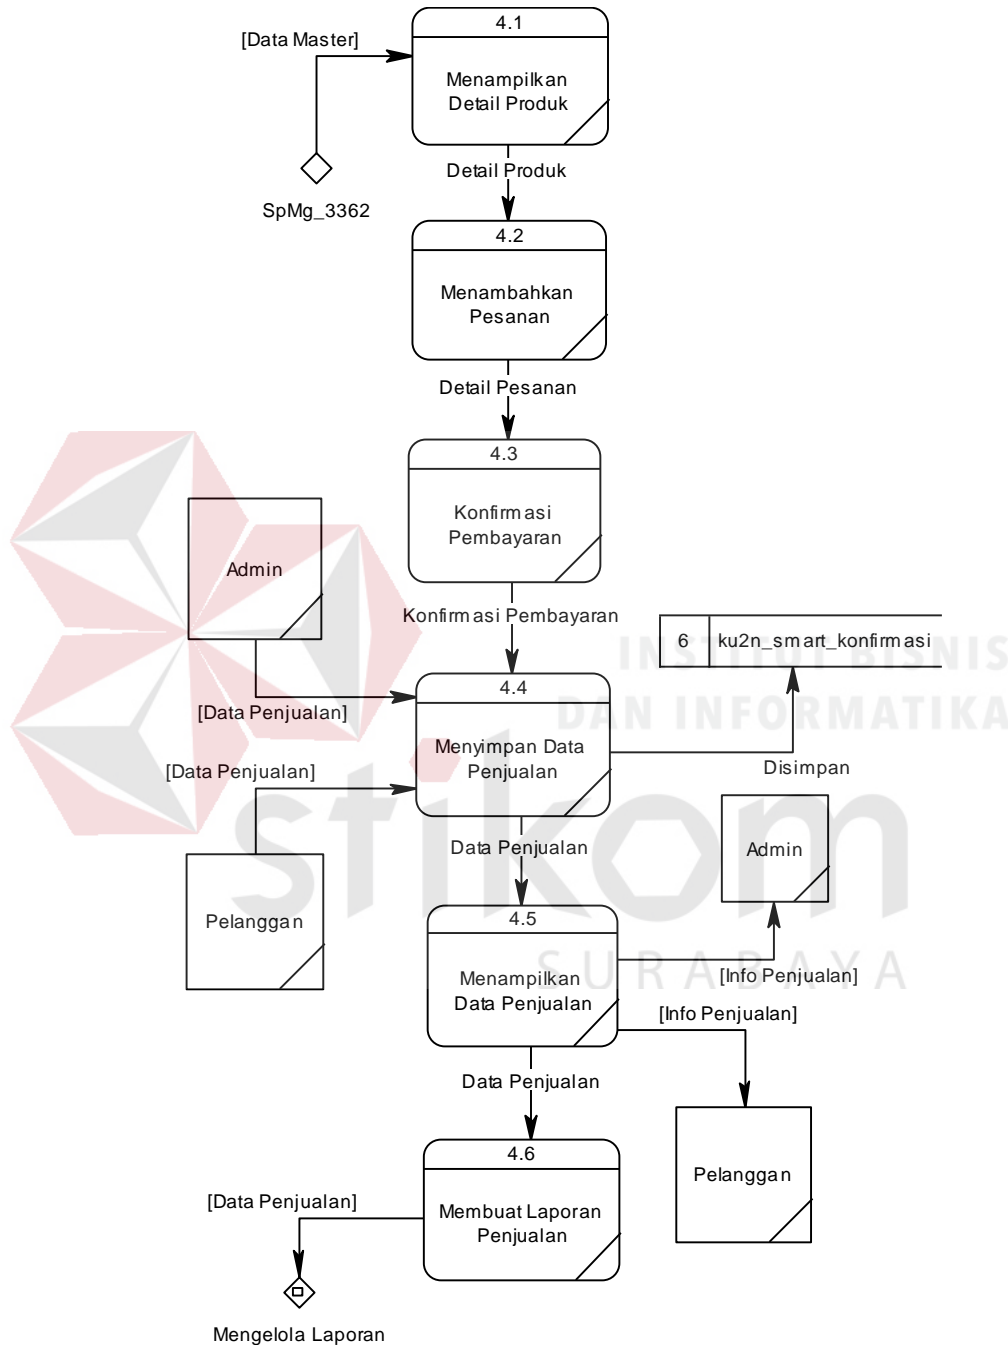 4.1
[Data Master]
Menampilkan
Detail Produk
Detail Produk
SpMg_3362
4.2
Menambahkan
Pesanan
Detail Pesanan
4.3
Konfirmasi
Pembayaran
Admin
Konfirmasi Pembayaran
6 ku2n_smart_konfirmasi
INSTITUT BISNIS
DAN INFORMATIKA
4.4
[Data Penjualan]
Menyimpan Data
Penjualan
[Data Penjualan]
Disimpan
stikom
SURABAYA
Data Penjualan
Admin
Pelanggan
4.5
Menampilkan
Data Penjualan
[Info Penjualan]
[Info Penjualan]
Data Penjualan
4.6
Pelanggan
[Data Penjualan]
Membuat Laporan
Penjualan
Mengelola Laporan